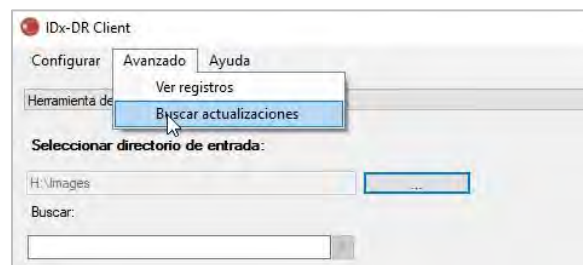 IDx-DR Client
Configurar Avanzado Ayuda
Ver registros
Herramienta de
Buscar actualizaciones
Seleccionar directorio de entrada:
H:\Images ...
Buscar: